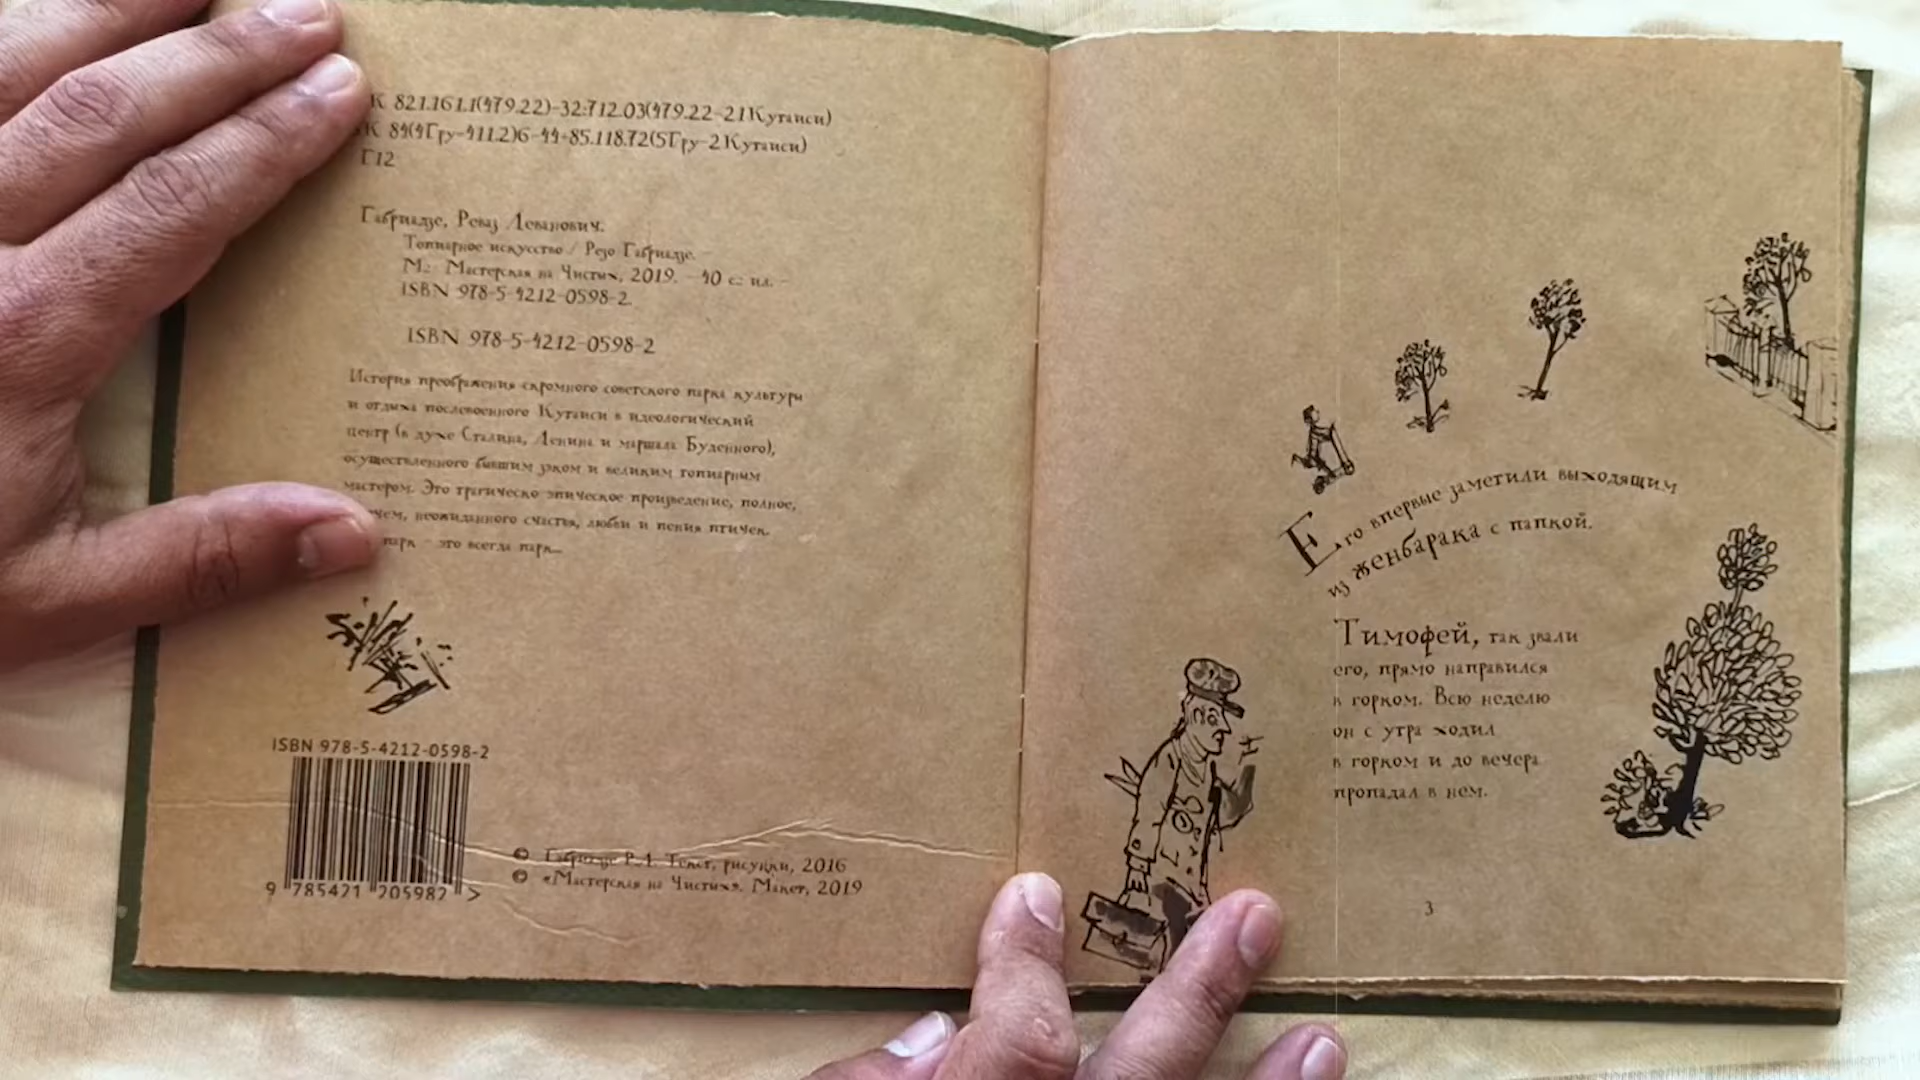 К 821.161.1(479.22)-32:712.03(479.22-21Кутаиси)
К 84(4Гру-411.2)6-44+85.118.72(5Гру-2Кутаиси)
Г12
Габриадзе, Реваз Леванович.
Топиарное искусство / Резо Габриадзе. –
М.: Мастерская на Чистых, 2019. – 40 с.: ил. –
ISBN 978-5-4212-0598-2.
ISBN 978-5-4212-0598-2
История преображения скромного советского парка культуры
и отдыха послевоенного Кутаиси в идеологический
центр (в духе Сталина, Ленина и маршала Буденного),
осуществленного бывшим зэком и великим топиарным
мастером. Это трагическо-эпическое произведение, полное,
чем, неожиданного счастья, любви и пения птичек.
парк – это всегда парк...
ISBN 978-5-4212-0598-2
9 785421 205982 >
© Габриадзе Р.Л. Текст, рисунки, 2016
© «Мастерская на Чистых». Макет, 2019
Его впервые заметили выходящим
из женбарака с папкой.
Тимофей, так звали
его, прямо направился
в горком. Всю неделю
он с утра ходил
в горком и до вечера
пропадал в нем.
3